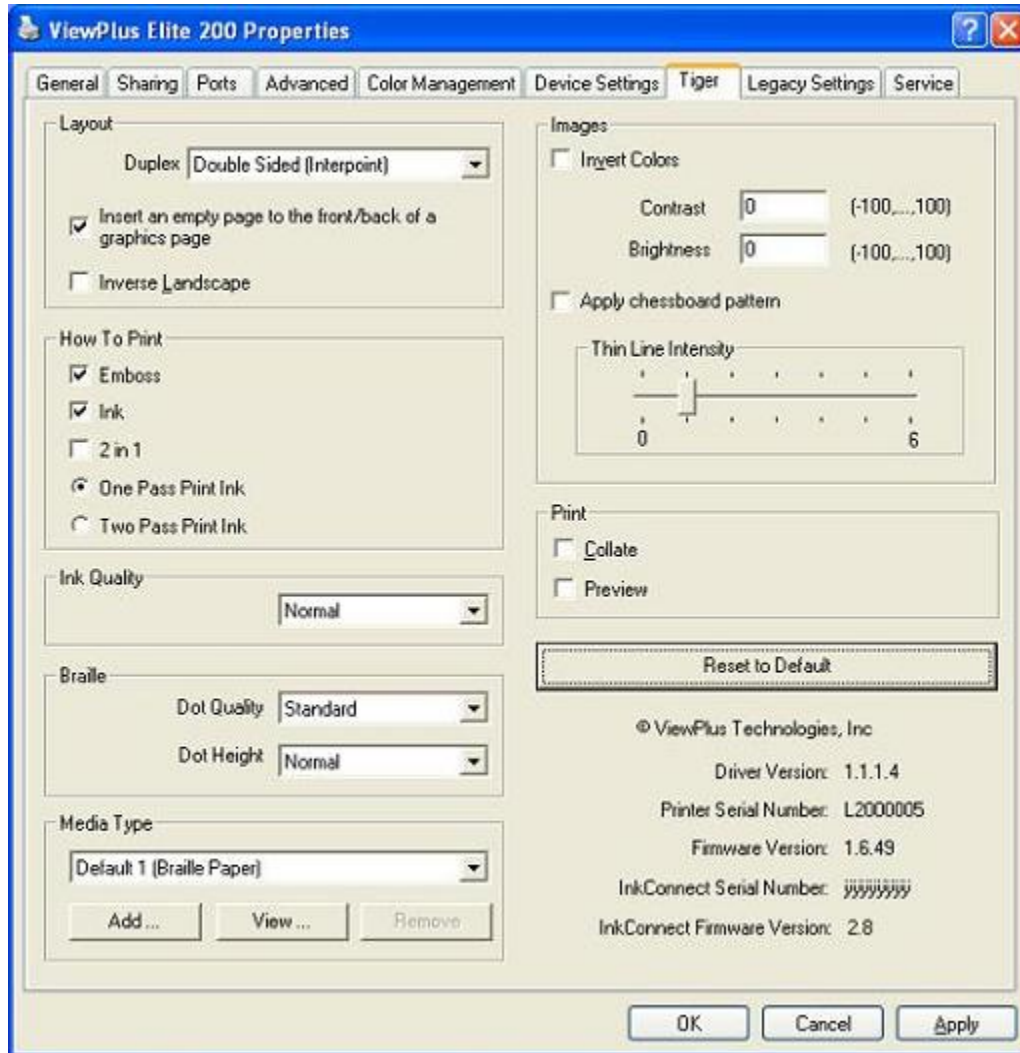 ViewPlus Elite 200 Properties
General Sharing Ports Advanced Color Management Device Settings Tiger Legacy Settings Service
Layout
Duplex Double Sided (Interpoint)
Insert an empty page to the front/back of a
graphics page
Inverse Landscape
How To Print
Emboss
Ink
2 in 1
One Pass Print Ink
Two Pass Print Ink
Ink Quality
Normal
Braille
Dot Quality Standard
Dot Height Normal
Media Type
Default 1 (Braille Paper)
Add ... View ... Remove
Images
Invert Colors
Contrast 0 (-100,...,100)
Brightness 0 (-100,...,100)
Apply chessboard pattern
Thin Line Intensity
0 6
Print
Collate
Preview
Reset to Default
© ViewPlus Technologies, Inc
Driver Version: 1.1.1.4
Printer Serial Number: L2000005
Firmware Version: 1.6.49
InkConnect Serial Number:
InkConnect Firmware Version: 2.8
OK Cancel Apply